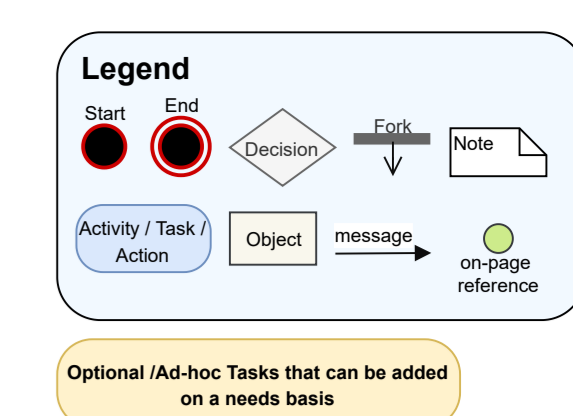 Legend
Start
End
Decision
Fork
Note
Activity / Task /
Action
Object
message
on-page
reference
Optional /Ad-hoc Tasks that can be added
on a needs basis